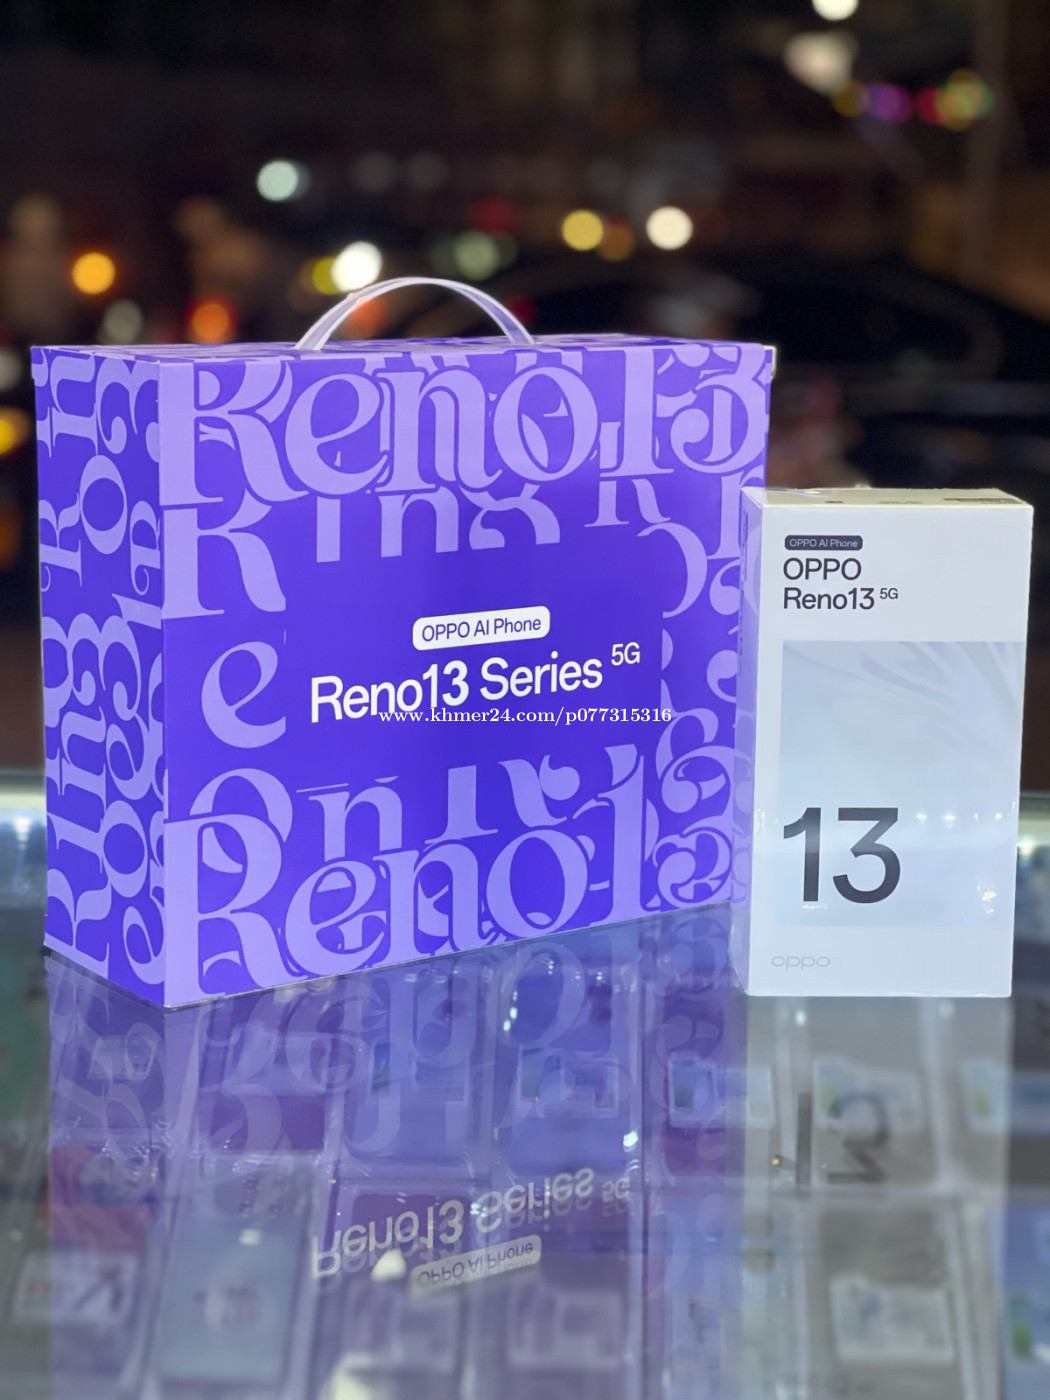 Reno13
OPPO AI Phone
Reno13 Series 5G
www.khmer24.com/p077315316
Reno13
OPPO AI Phone
OPPO
Reno13 5G
13
oppo